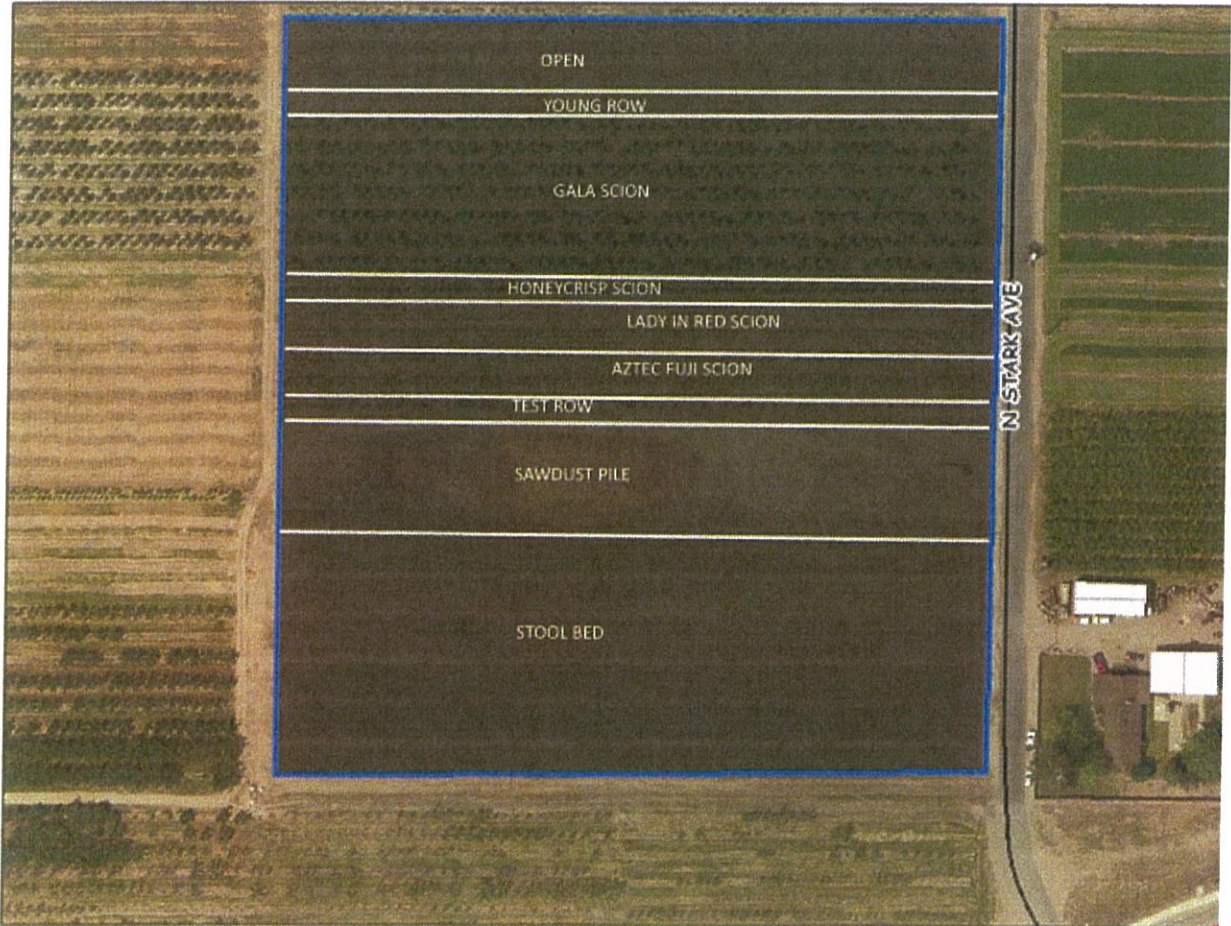 OPEN
YOUNG ROW
GALA SCION
HONEYCRISP SCION
LADY IN RED SCION
AZTEC FUJI SCION
TEST ROW
SAWDUST PILE
STOOL BED
N STARK AVE